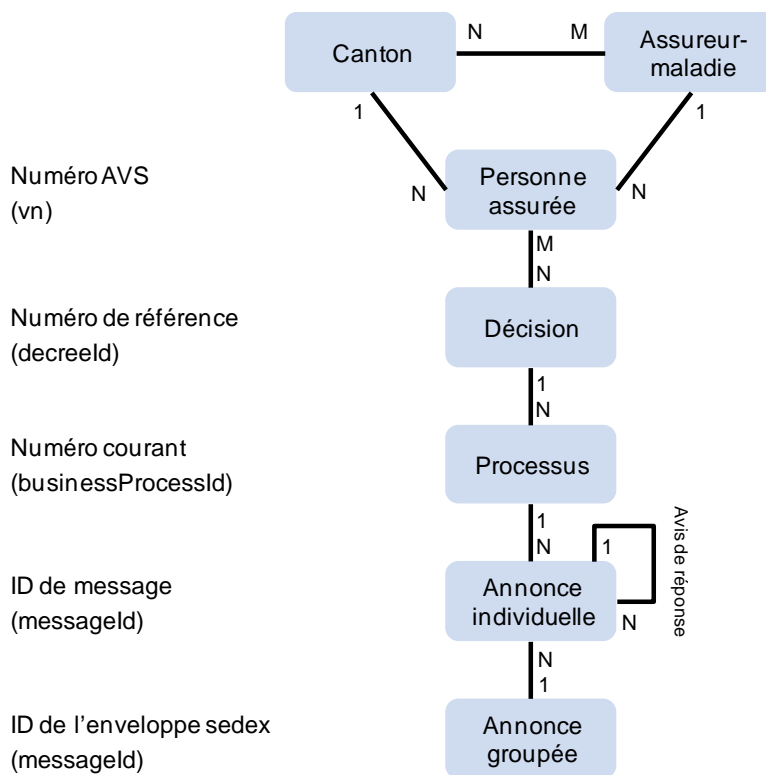 N
M
Canton
Assureur-
maladie
1
1
Numéro AVS
(vn)
N
Personne
assurée
N
M
N
Numéro de référence
(decreeId)
Décision
1
N
Numéro courant
(businessProcessId)
Processus
1
N
1
Avis de réponse
ID de message
(messageId)
Annonce
individuelle
N
N
1
ID de l'enveloppe sedex
(messageId)
Annonce
groupée